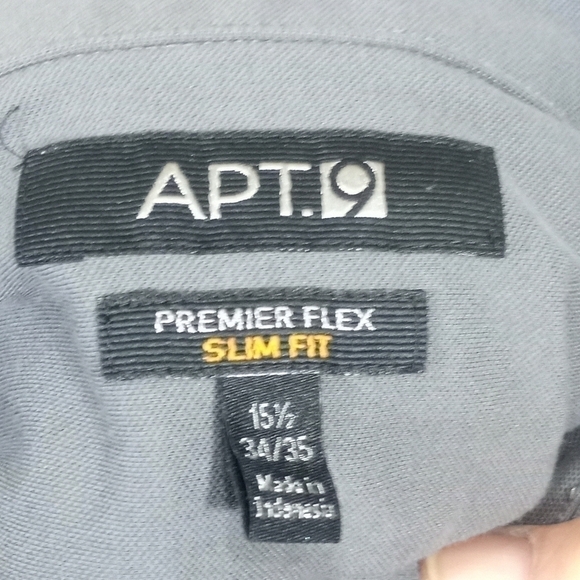 APT.9
PREMIER FLEX
SLIM FIT
15½
34/35
Made in
Indonesia